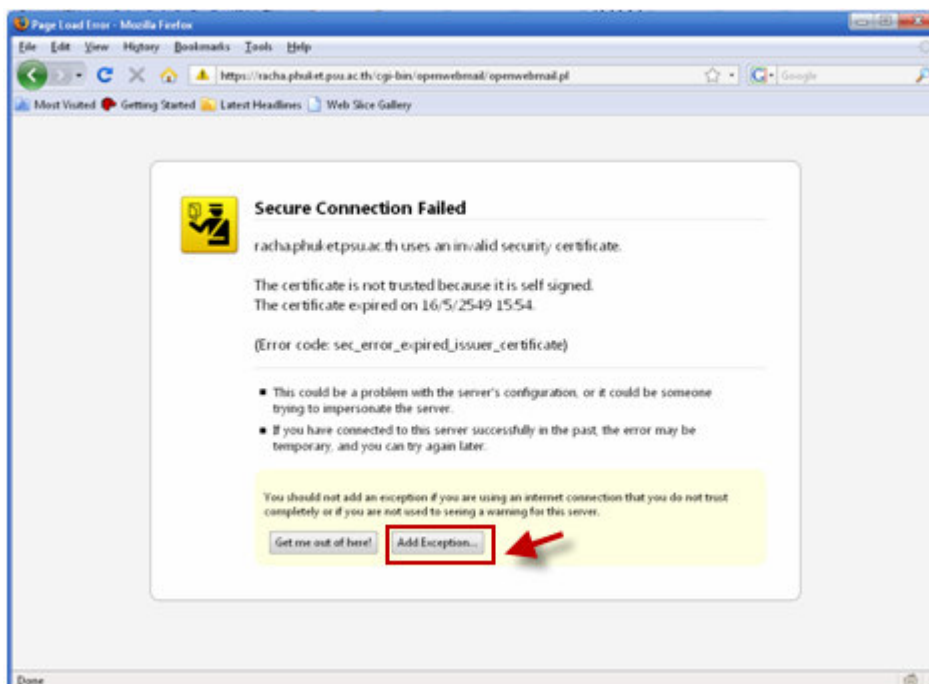 Page Load Error - Mozilla Firefox
File Edit View History Bookmarks Tools Help
https://racha.phuket.psu.ac.th/cgi-bin/openwebmail/openwebmail.pl Google
Most Visited Getting Started Latest Headlines Web Slice Gallery
Secure Connection Failed
racha.phuket.psu.ac.th uses an invalid security certificate.
The certificate is not trusted because it is self signed.
The certificate expired on 16/5/2549 15:54.
(Error code: sec_error_expired_issuer_certificate)
This could be a problem with the server's configuration, or it could be someone
trying to impersonate the server.
If you have connected to this server successfully in the past, the error may be
temporary, and you can try again later.
You should not add an exception if you are using an internet connection that you do not trust
completely or if you are not used to seeing a warning for this server.
Get me out of here! Add Exception...
Done